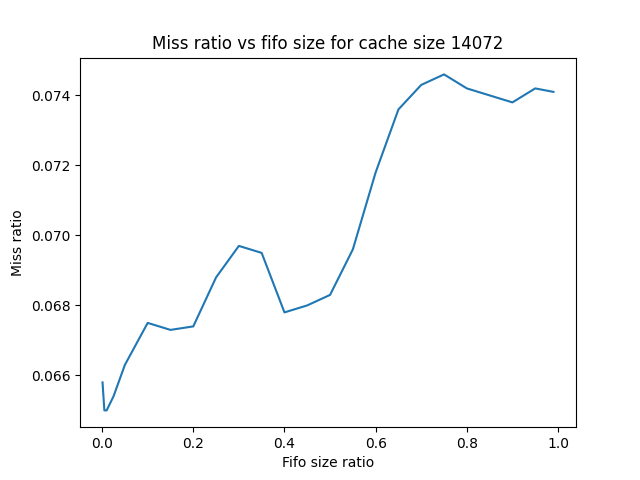 Miss ratio vs fifo size for cache size 14072
0.074
0.072
0.070
0.068
0.066
Miss ratio
0.0 0.2 0.4 0.6 0.8 1.0
Fifo size ratio